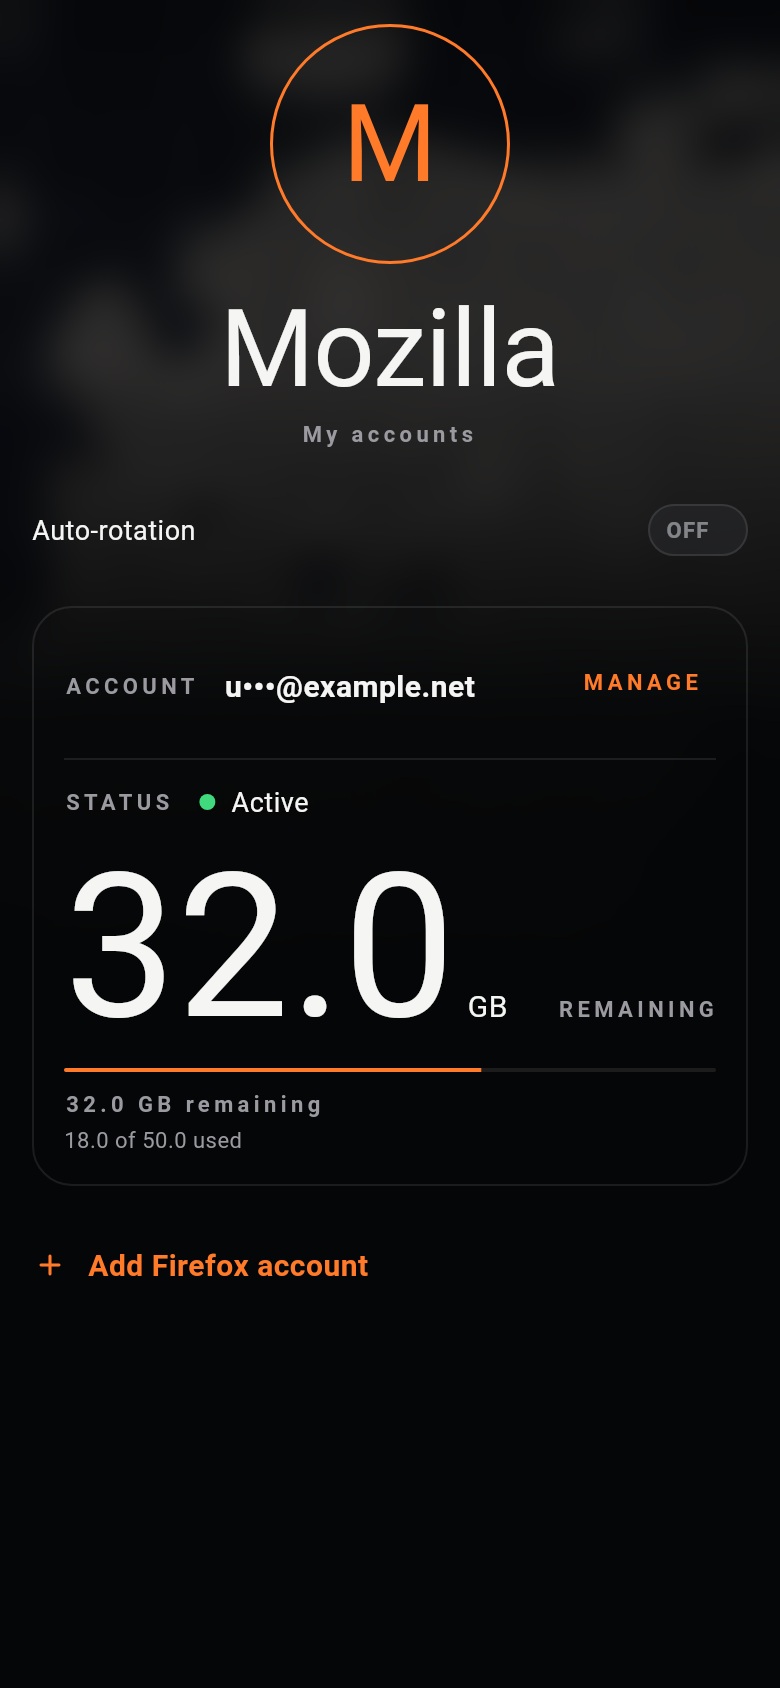 M
Mozilla
My accounts
Auto-rotation OFF
ACCOUNT u•••@example.net MANAGE
STATUS Active
32.0 GB REMAINING
32.0 GB remaining
18.0 of 50.0 used
+ Add Firefox account